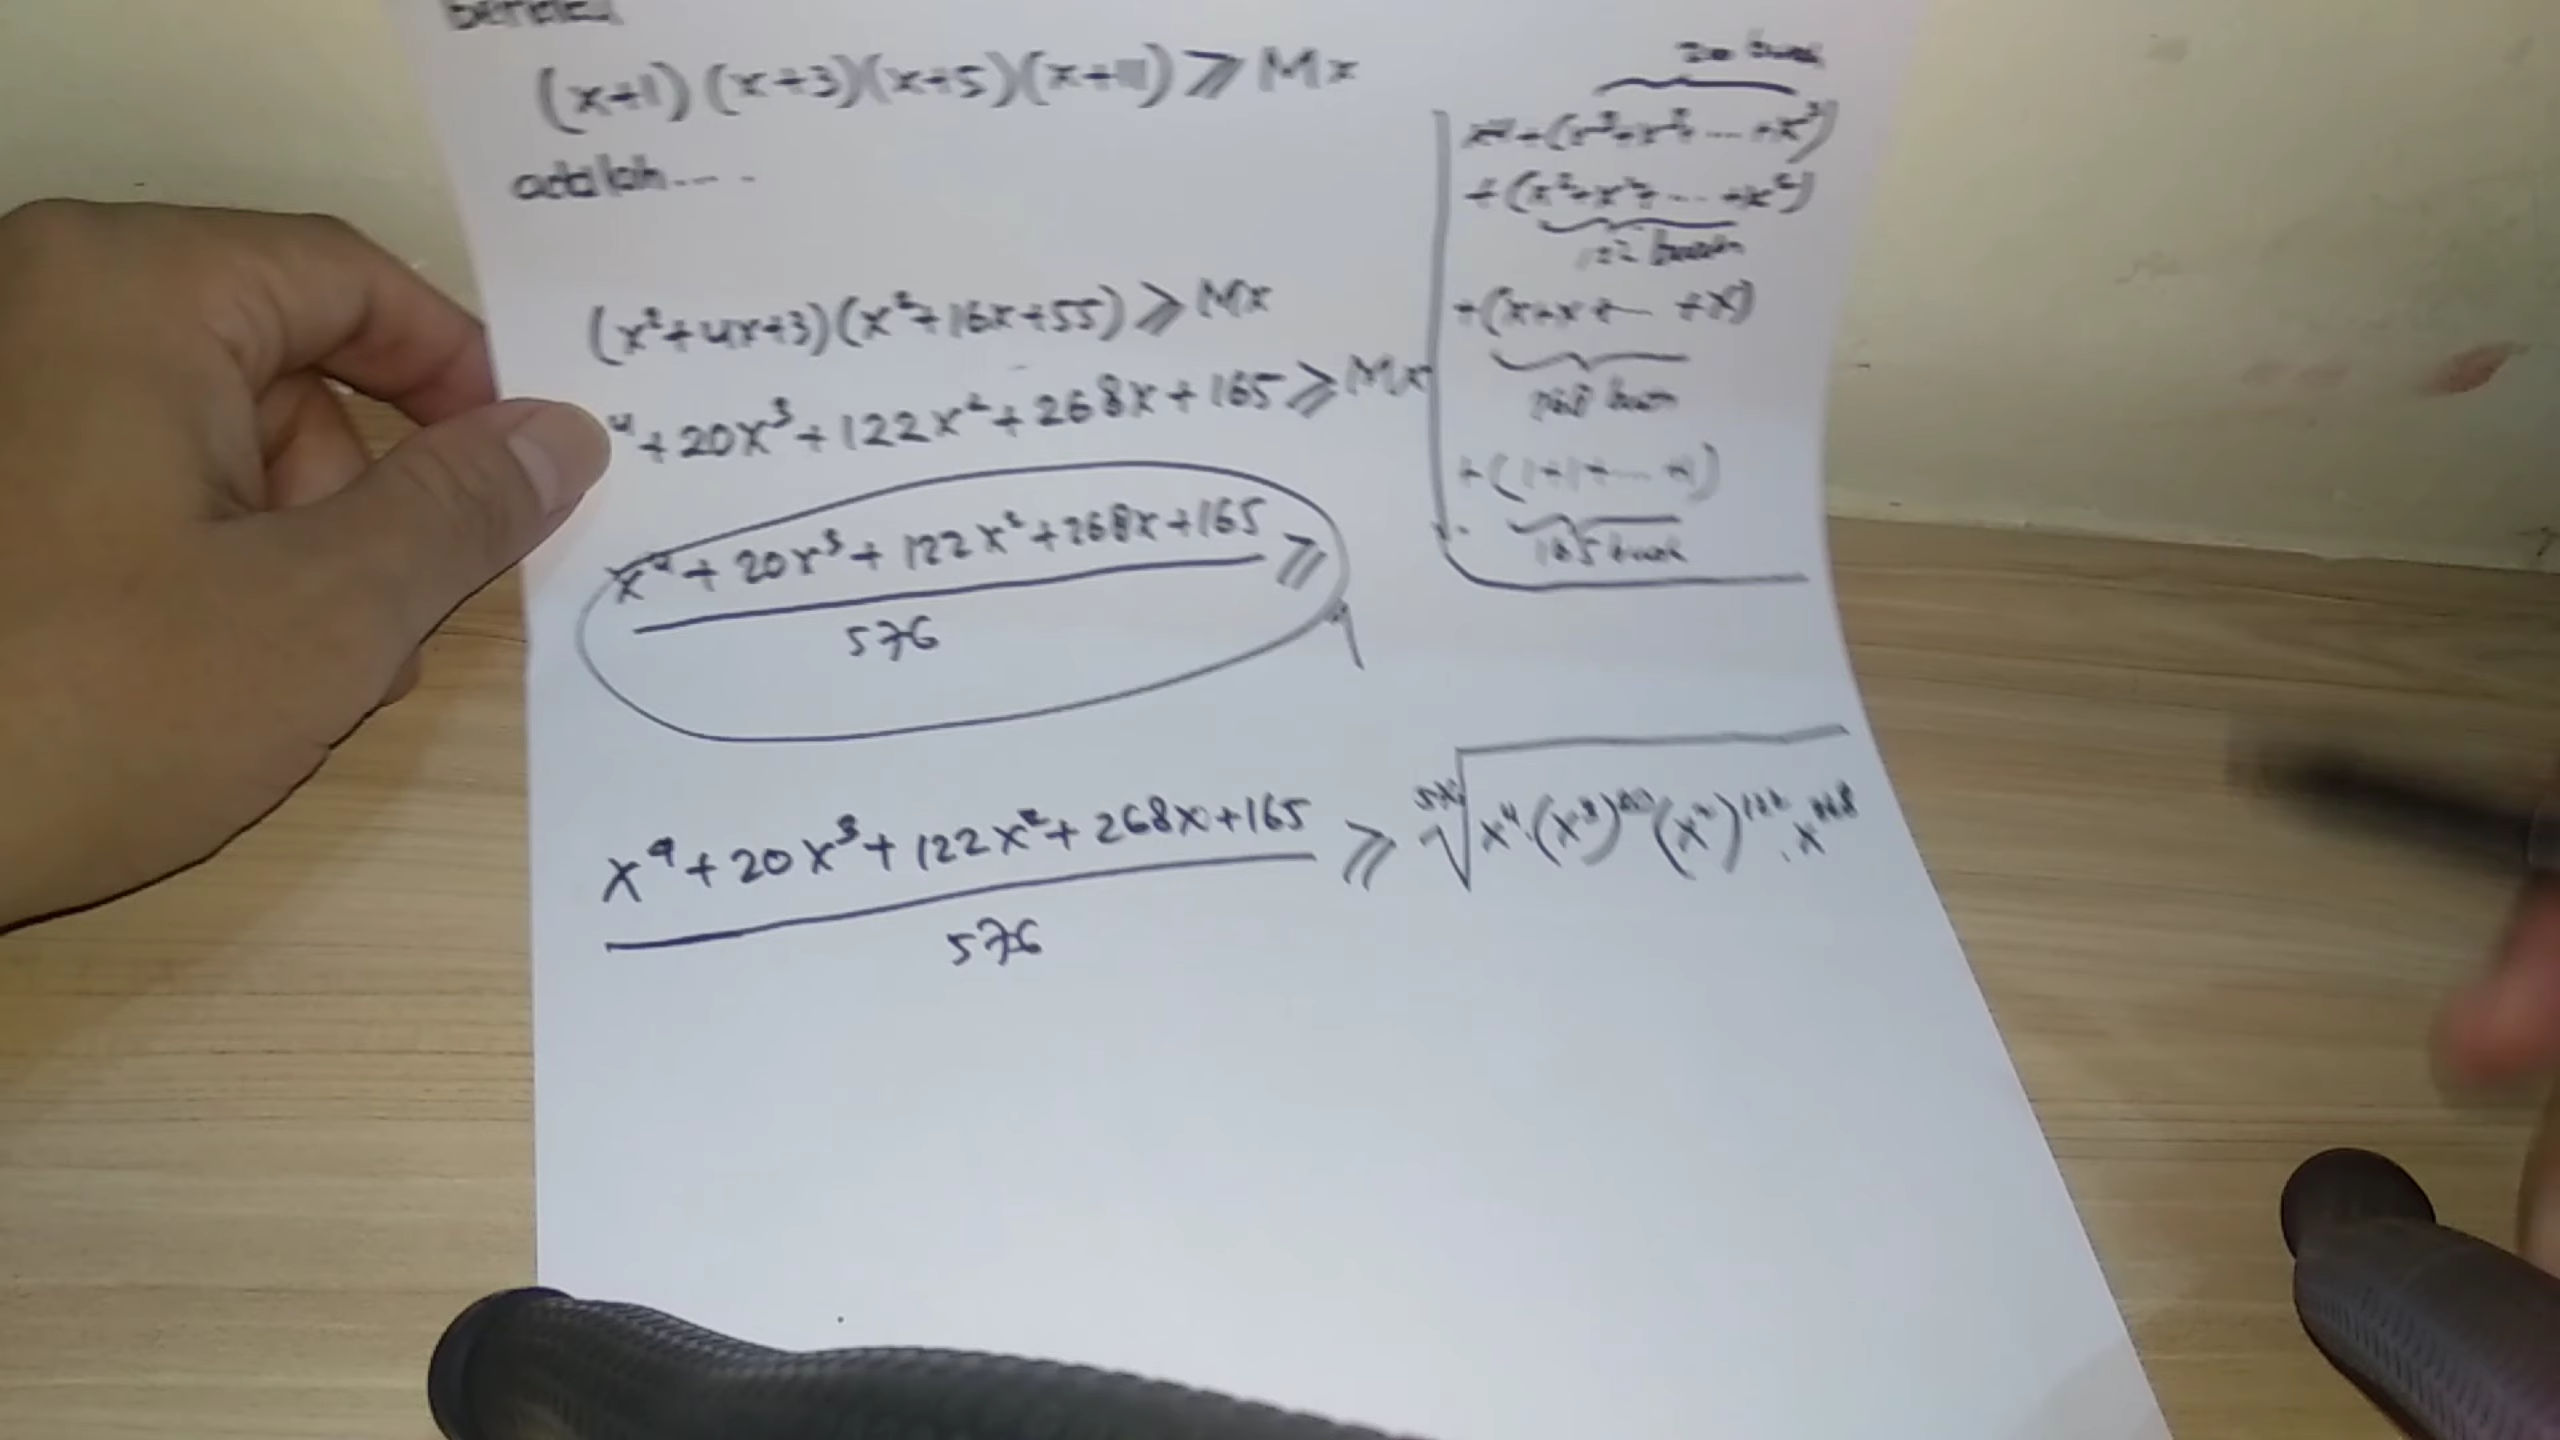 (x+1)(x+3)(x+5)(x+11) ≥ Mx
adalah....
(x²+4x+3)(x²+16x+55) ≥ Mx
⁴+20x³+122x²+268x+165 ≥ Mx
x⁴+20x³+122x²+268x+165 ≥
576
x⁴+20x³+122x²+268x+165 ≥ ⁵⁷⁶√x⁴.(x³)²⁰(x²)¹²².x²⁶⁸
576
20 buah
x⁴+(x³+x³+...+x³)
+(x²+x²+...+x²)
122 buah
+(x+x+...+x)
268 buah
+(1+1+...+1)
165 buah